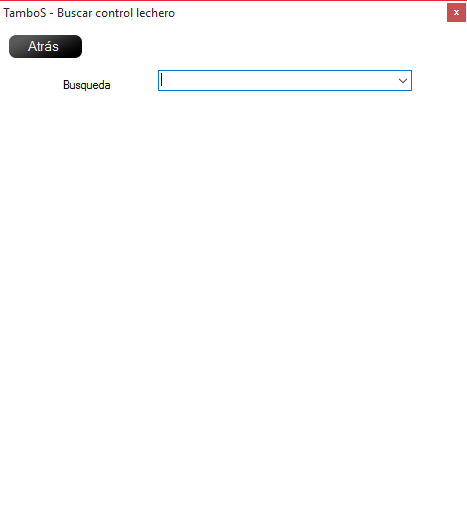 TamboS - Buscar control lechero
x
Atrás
Busqueda